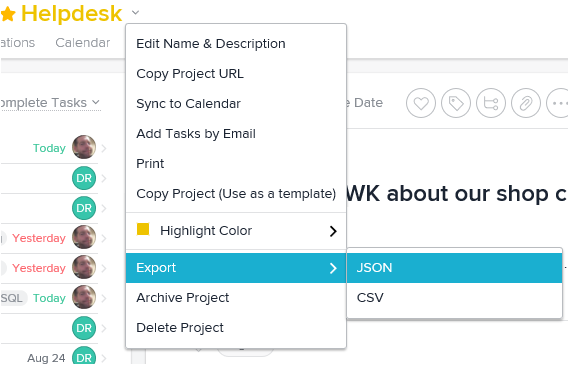 Helpdesk
ations Calendar
omplete Tasks
e Date
Edit Name & Description
Copy Project URL
Sync to Calendar
Add Tasks by Email
Print
Copy Project (Use as a template)
Highlight Color
Export
JSON
CSV
Archive Project
Delete Project
WK about our shop c
Today
DR
DR
Yesterday
Yesterday
SQL Today
DR
Aug 24 DR